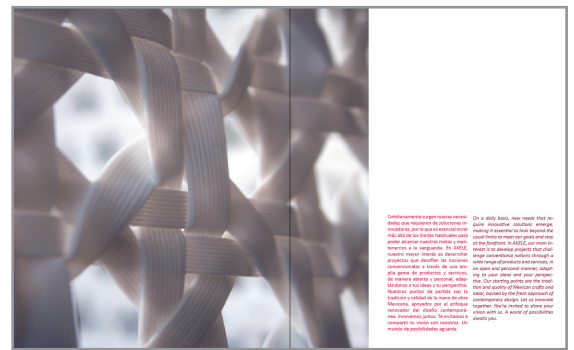 Cotidianamente surgen nuevas necesi-
dades que requieren de soluciones in-
novadoras, por lo que es esencial mirar
más allá de los límites habituales para
poder alcanzar nuestras metas y man-
tenernos a la vanguardia. En AXELE,
nuestro mayor interés es desarrollar
proyectos que desafíen las nociones
convencionales a través de una am-
plia gama de productos y servicios,
de manera abierta y personal, adap-
tándonos a tus ideas y tu perspectiva.
Nuestros puntos de partida son la
tradición y calidad de la mano de obra
Mexicana, apoyados por el enfoque
renovador del diseño contemporá-
neo. Innovemos juntos. Te invitamos a
compartir tu visión con nosotros. Un
mundo de posibilidades aguarda.
On a daily basis, new needs that re-
quire innovative solutions emerge,
making it essential to look beyond the
usual limits to meet our goals and stay
at the forefront. In AXELE, our main in-
terest is to develop projects that chal-
lenge conventional notions through a
wide range of products and services, in
an open and personal manner, adapt-
ing to your ideas and your perspec-
tive. Our starting points are the tradi-
tion and quality of Mexican crafts and
labor, backed by the fresh approach of
contemporary design. Let us innovate
together. You're invited to share your
vision with us. A world of possibilities
awaits you.